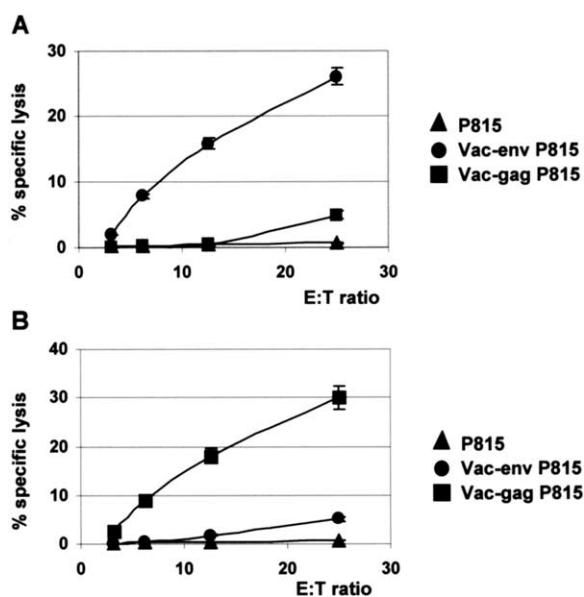 A
30
20
10
0
% specific lysis
0 10 20 30
E:T ratio
P815
Vac-env P815
Vac-gag P815
B
40
30
20
10
0
% specific lysis
0 10 20 30
E:T ratio
P815
Vac-env P815
Vac-gag P815